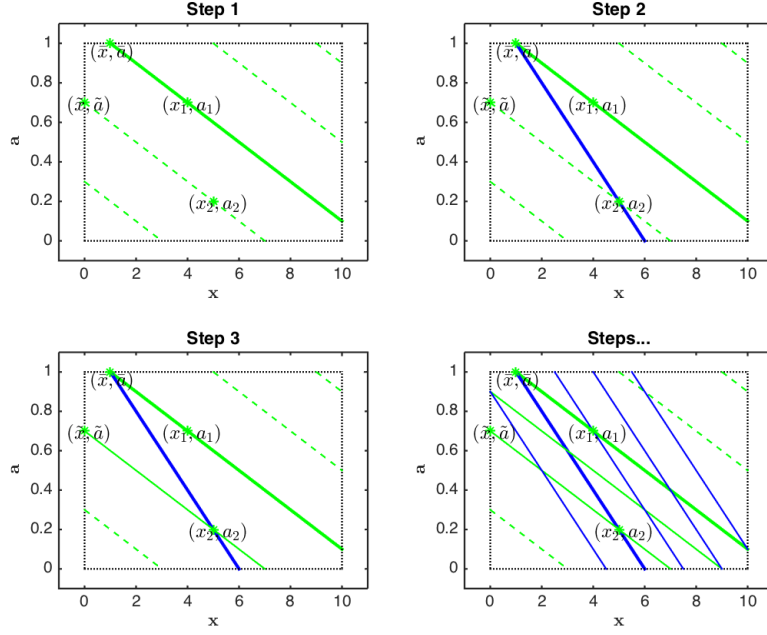 Step 1
1
0.8
0.6
0.4
0.2
0
a
(x̅, a̅)
(x̃, ã)
(x₁, a₁)
(x₂, a₂)
0 2 4 6 8 10
x
Step 2
1
0.8
0.6
0.4
0.2
0
a
(x̅, a̅)
(x̃, ã)
(x₁, a₁)
(x₂, a₂)
0 2 4 6 8 10
x
Step 3
1
0.8
0.6
0.4
0.2
0
a
(x̅, a̅)
(x̃, ã)
(x₁, a₁)
(x₂, a₂)
0 2 4 6 8 10
x
Steps...
1
0.8
0.6
0.4
0.2
0
a
(x̅, a̅)
(x̃, ã)
(x₁, a₁)
(x₂, a₂)
0 2 4 6 8 10
x